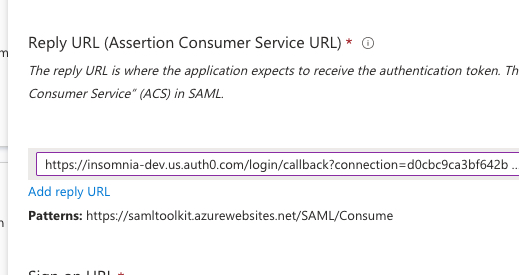 Reply URL (Assertion Consumer Service URL) *
The reply URL is where the application expects to receive the authentication token. Th
Consumer Service” (ACS) in SAML.
https://insomnia-dev.us.auth0.com/login/callback?connection=d0cbc9ca3bf642b ...
Add reply URL
Patterns: https://samltoolkit.azurewebsites.net/SAML/Consume
Sign on URL *